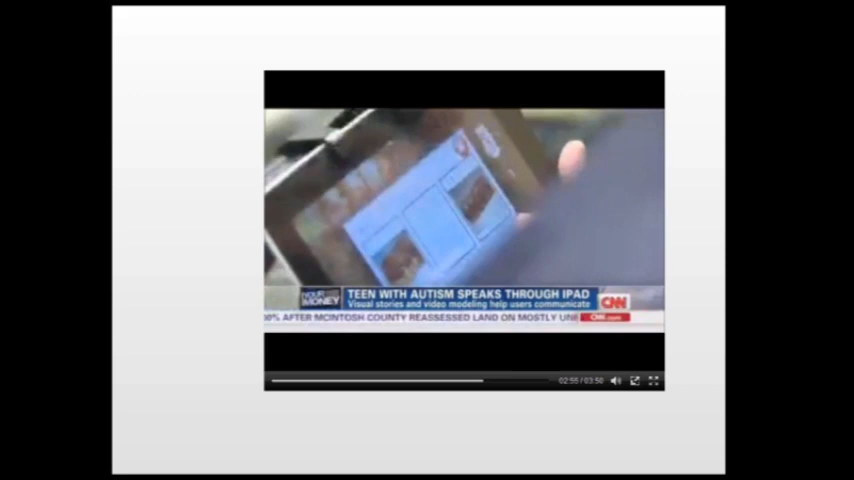 YOUR MONEY
TEEN WITH AUTISM SPEAKS THROUGH IPAD
Visual stories and video modeling help users communicate
CNN
0% AFTER MCINTOSH COUNTY REASSESSED LAND ON MOSTLY
CNN.com
02:55 / 03:50